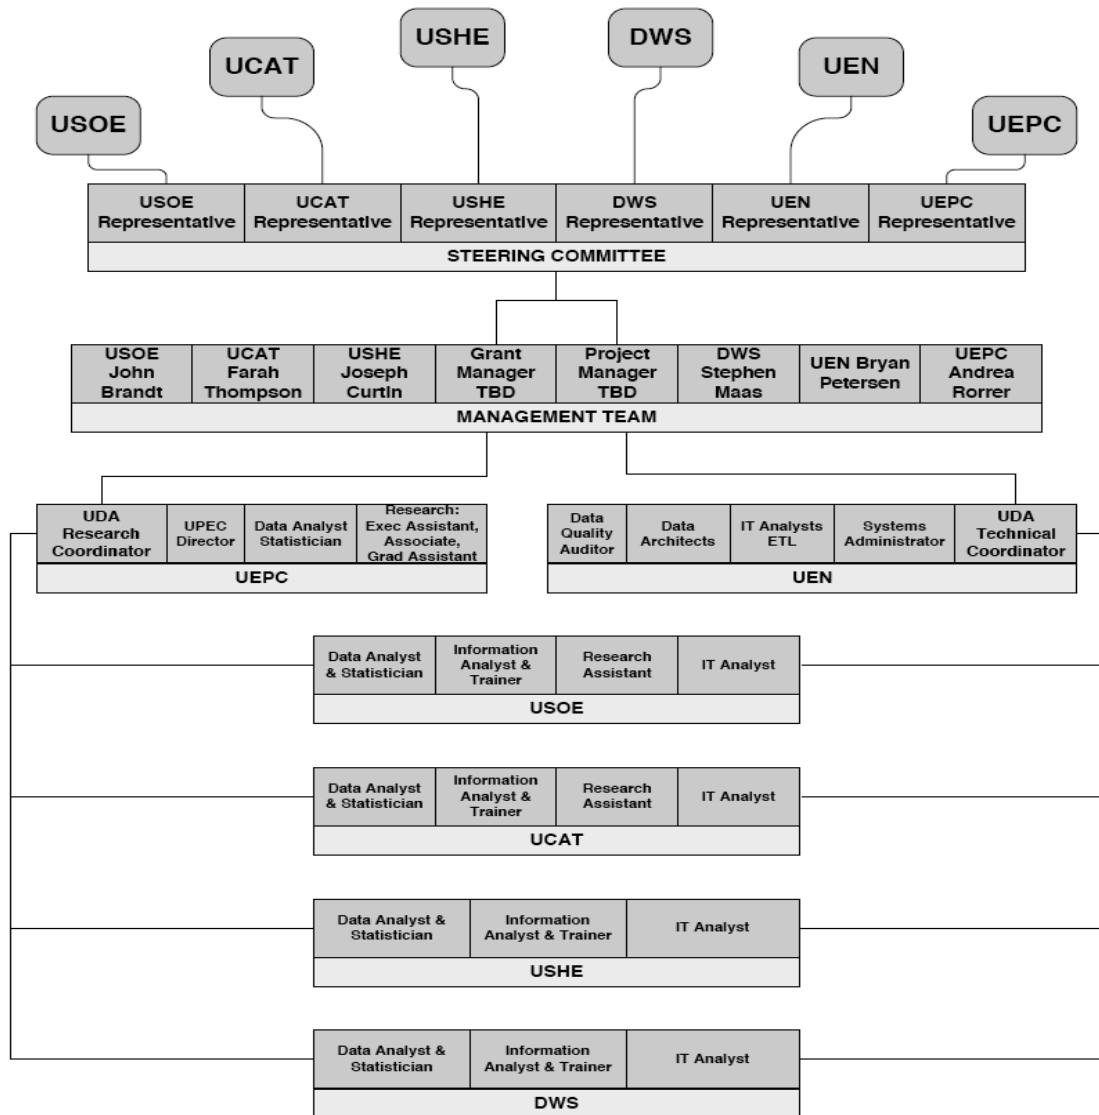 USHE
DWS
UCAT
UEN
USOE
UEPC
USOE
Representative
UCAT
Representative
USHE
Representative
DWS
Representative
UEN
Representative
UEPC
Representative
STEERING COMMITTEE
USOE
John
Brandt
UCAT
Farah
Thompson
USHE
Joseph
Curtin
Grant
Manager
TBD
Project
Manager
TBD
DWS
Stephen
Maas
UEN Bryan
Petersen
UEPC
Andrea
Rorrer
MANAGEMENT TEAM
UDA
Research
Coordinator
UPEC
Director
Data Analyst
Statistician
Research:
Exec Assistant,
Associate,
Grad Assistant
UEPC
Data
Quality
Auditor
Data
Architects
IT Analysts
ETL
Systems
Administrator
UDA
Technical
Coordinator
UEN
Data Analyst
& Statistician
Information
Analyst &
Trainer
Research
Assistant
IT Analyst
USOE
Data Analyst
& Statistician
Information
Analyst &
Trainer
Research
Assistant
IT Analyst
UCAT
Data Analyst &
Statistician
Information
Analyst & Trainer
IT Analyst
USHE
Data Analyst &
Statistician
Information
Analyst & Trainer
IT Analyst
DWS